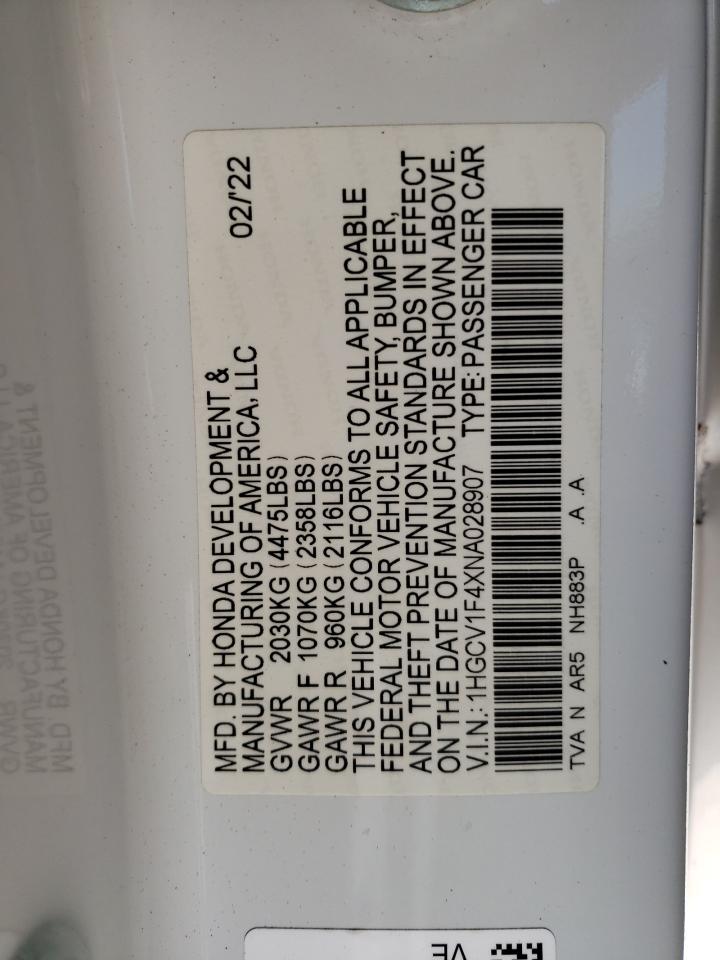 MFD. BY HONDA DEVELOPMENT & 02/'22
MANUFACTURING OF AMERICA, LLC
GVWR 2030KG (4475LBS)
GAWR F 1070KG (2358LBS)
GAWR R 960KG (2116LBS)
THIS VEHICLE CONFORMS TO ALL APPLICABLE
FEDERAL MOTOR VEHICLE SAFETY, BUMPER,
AND THEFT PREVENTION STANDARDS IN EFFECT
ON THE DATE OF MANUFACTURE SHOWN ABOVE.
V.I.N.: 1HGCV1F4XNA028907 TYPE: PASSENGER CAR
TVA N AR5 NH883P .A .A
VE